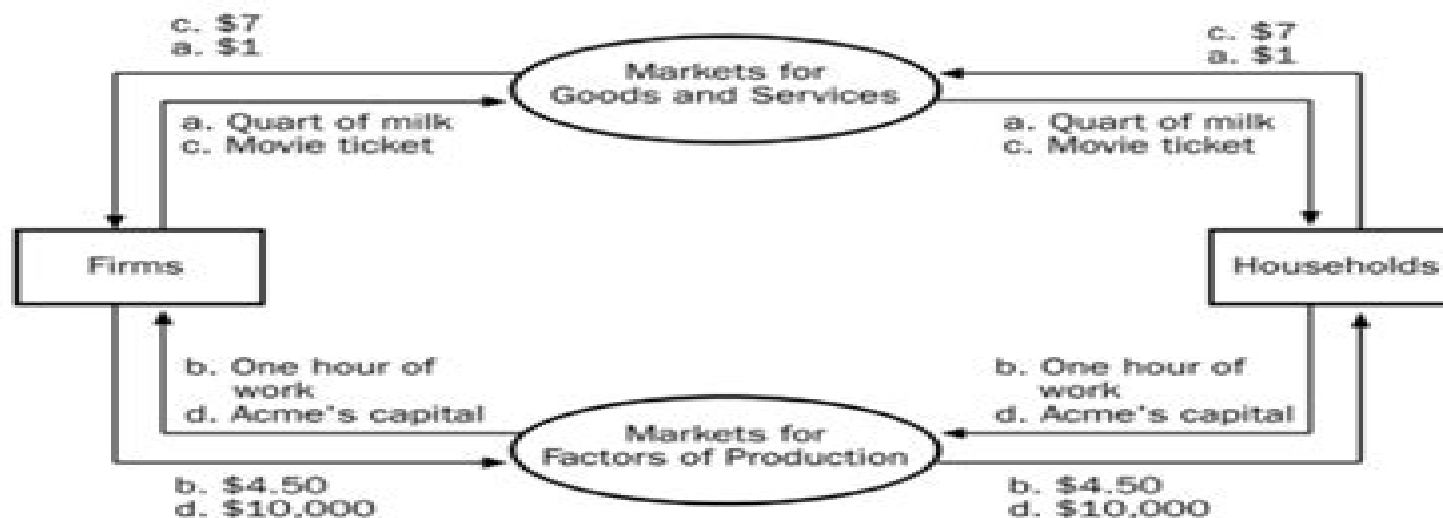 c. $7
a. $1
c. $7
a. $1
Markets for
Goods and Services
a. Quart of milk
c. Movie ticket
a. Quart of milk
c. Movie ticket
Firms
Households
b. One hour of
work
d. Acme's capital
b. One hour of
work
d. Acme's capital
Markets for
Factors of Production
b. $4.50
d. $10,000
b. $4.50
d. $10,000